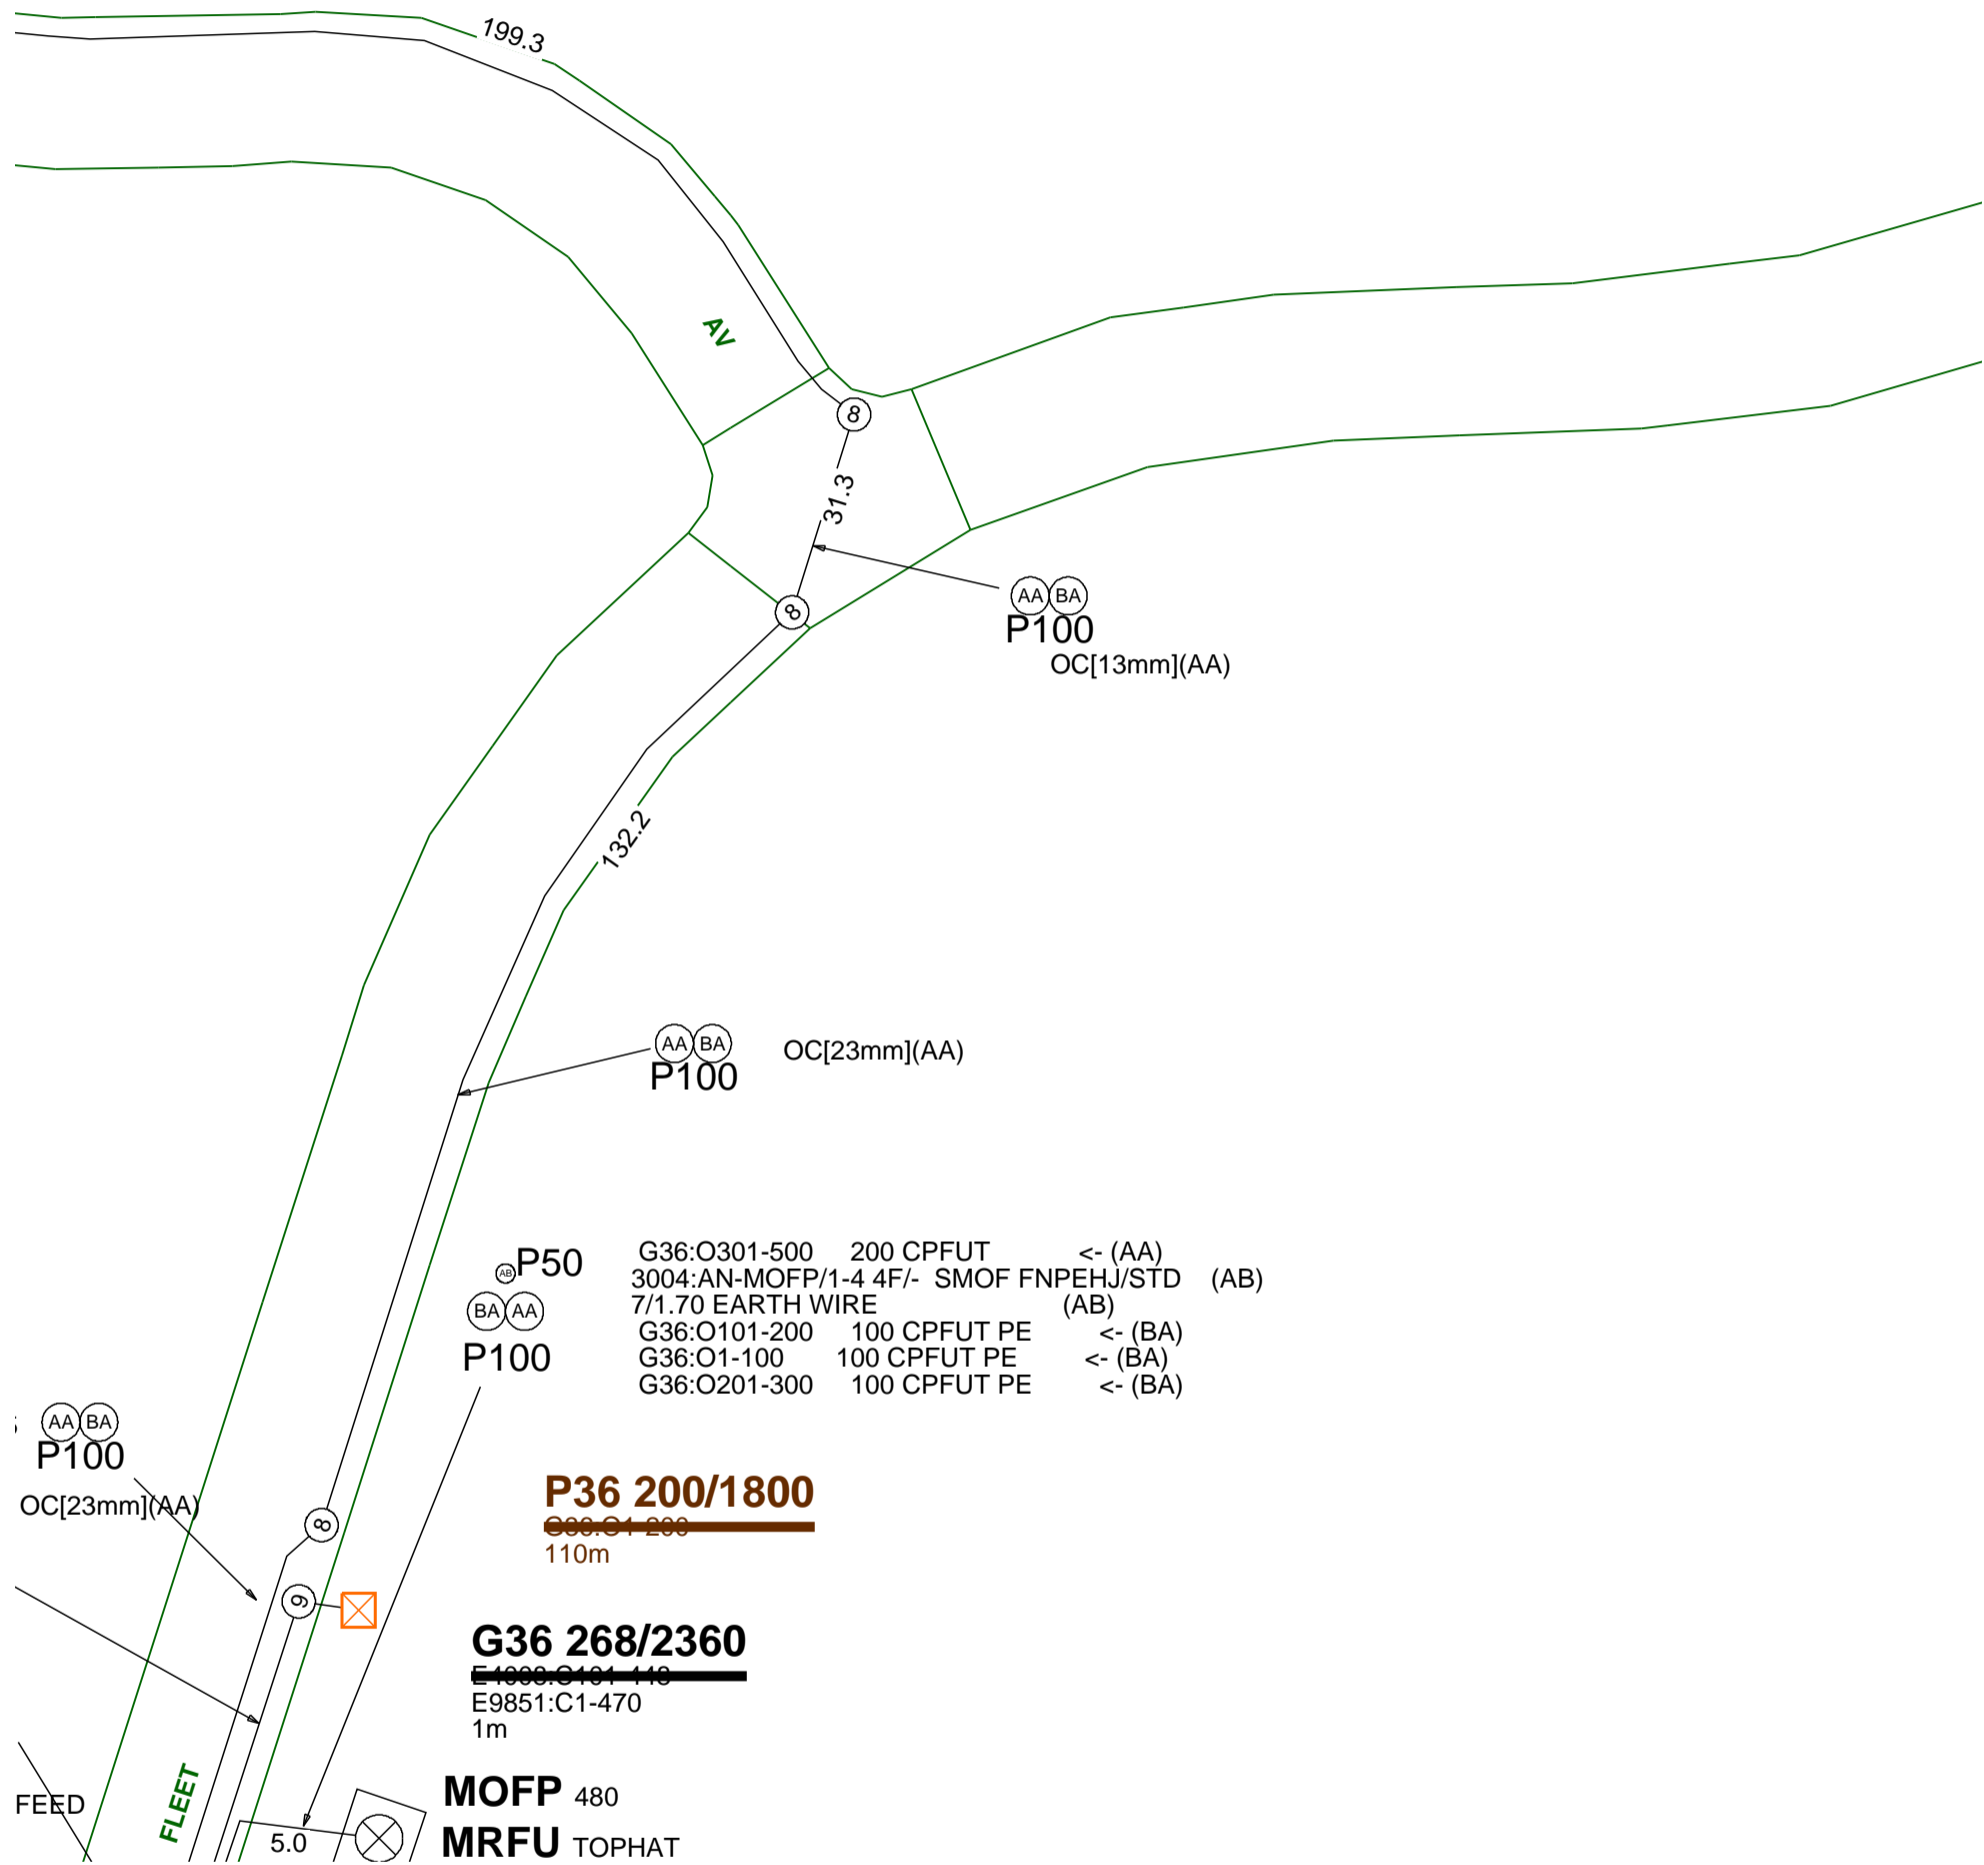 199.3
AV
8
31.3
8
AA BA
P100
OC[13mm](AA)
132.2
AA BA
P100
OC[23mm](AA)
AB P50
BA AA
P100
G36:O301-500 200 CPFUT <- (AA)
3004:AN-MOFP/1-4 4F/- SMOF FNPEHJ/STD (AB)
7/1.70 EARTH WIRE (AB)
G36:O101-200 100 CPFUT PE <- (BA)
G36:O1-100 100 CPFUT PE <- (BA)
G36:O201-300 100 CPFUT PE <- (BA)
AA BA
P100
OC[23mm](AA)
8
P36 200/1800
110m
9
G36 268/2360
E9851:C1-470
1m
FLEET
FEED
5.0
MOFP 480
MRFU TOPHAT